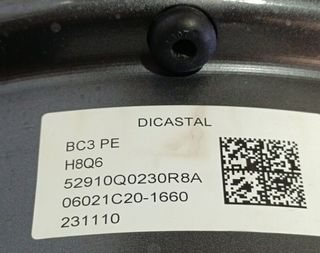 DICASTAL
BC3 PE
H8Q6
52910Q0230R8A
06021C20-1660
231110